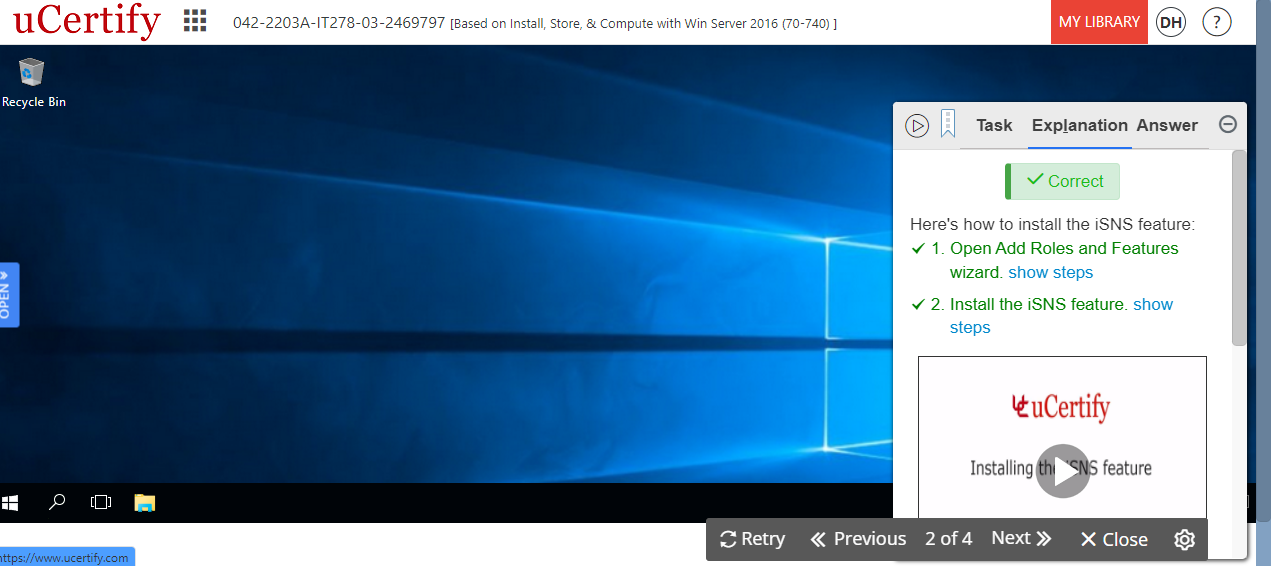 uCertify
042-2203A-IT278-03-2469797 [Based on Install, Store, & Compute with Win Server 2016 (70-740) ]
MY LIBRARY
DH
?
Recycle Bin
OPEN
Task Explanation Answer
Correct
Here's how to install the iSNS feature:
1. Open Add Roles and Features
wizard. show steps
2. Install the iSNS feature. show
steps
uCertify
Installing the iSNS feature
Retry Previous 2 of 4 Next Close
https://www.ucertify.com